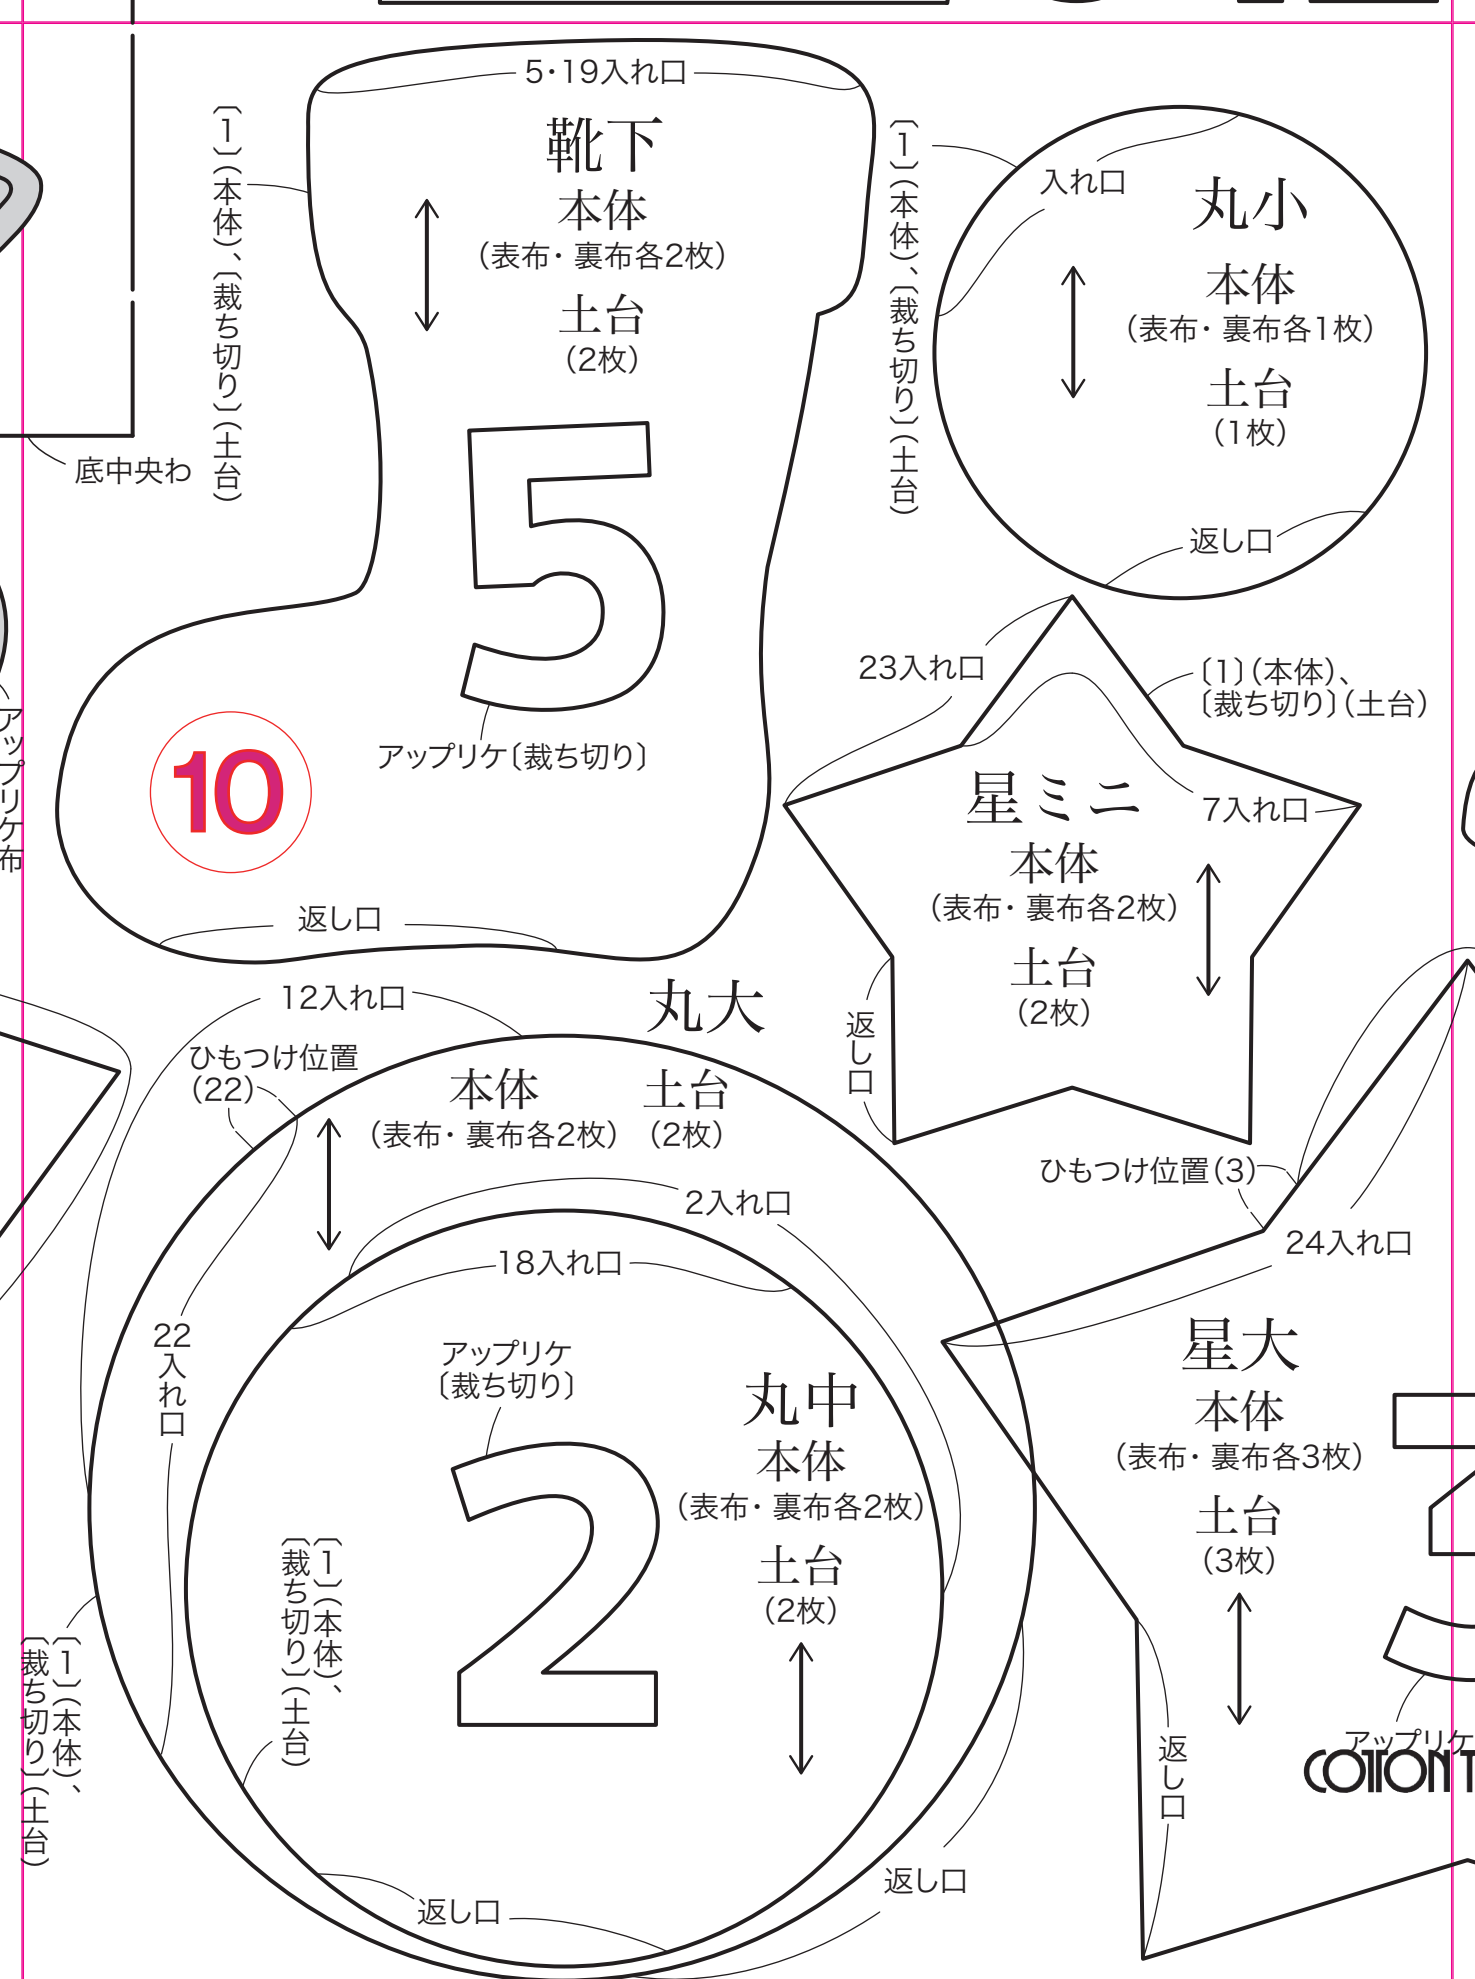 5・19入れ口
靴下
本体
（表布・裏布各2枚）
土台
（2枚）
〔1〕（本体）、〔裁ち切り〕（土台）
底中央わ
5
アップリケ〔裁ち切り〕
10
返し口
アップリケ布
〔1〕（本体）、〔裁ち切り〕（土台）
入れ口
丸小
本体
（表布・裏布各1枚）
土台
（1枚）
返し口
23入れ口
〔1〕（本体）、
〔裁ち切り〕（土台）
星ミニ
7入れ口
本体
（表布・裏布各2枚）
土台
（2枚）
返し口
12入れ口
丸大
ひもつけ位置
（22）
本体 土台
（表布・裏布各2枚）（2枚）
2入れ口
18入れ口
22入れ口
アップリケ
〔裁ち切り〕
丸中
本体
（表布・裏布各2枚）
土台
（2枚）
2
〔1〕（本体）、
〔裁ち切り〕（土台）
〔1〕（本体）、
〔裁ち切り〕（土台）
返し口
返し口
ひもつけ位置（3）
24入れ口
星大
本体
（表布・裏布各3枚）
土台
（3枚）
返し口
アップリケ
COTTON